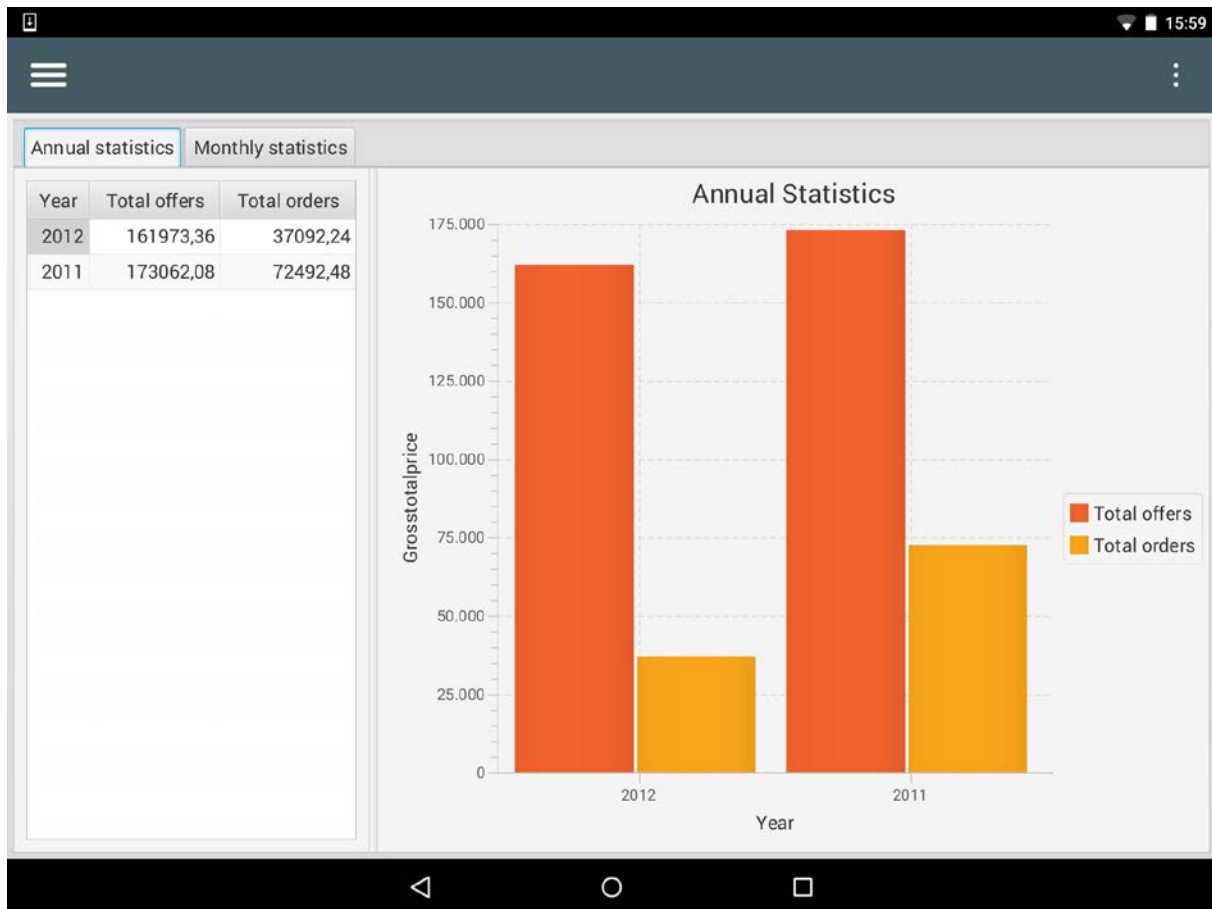 15:59
Annual statistics Monthly statistics
Year Total offers Total orders
2012 161973,36 37092,24
2011 173062,08 72492,48
Annual Statistics
175.000
150.000
125.000
100.000
75.000
50.000
25.000
0
Grosstotalprice
2012 2011
Year
Total offers
Total orders